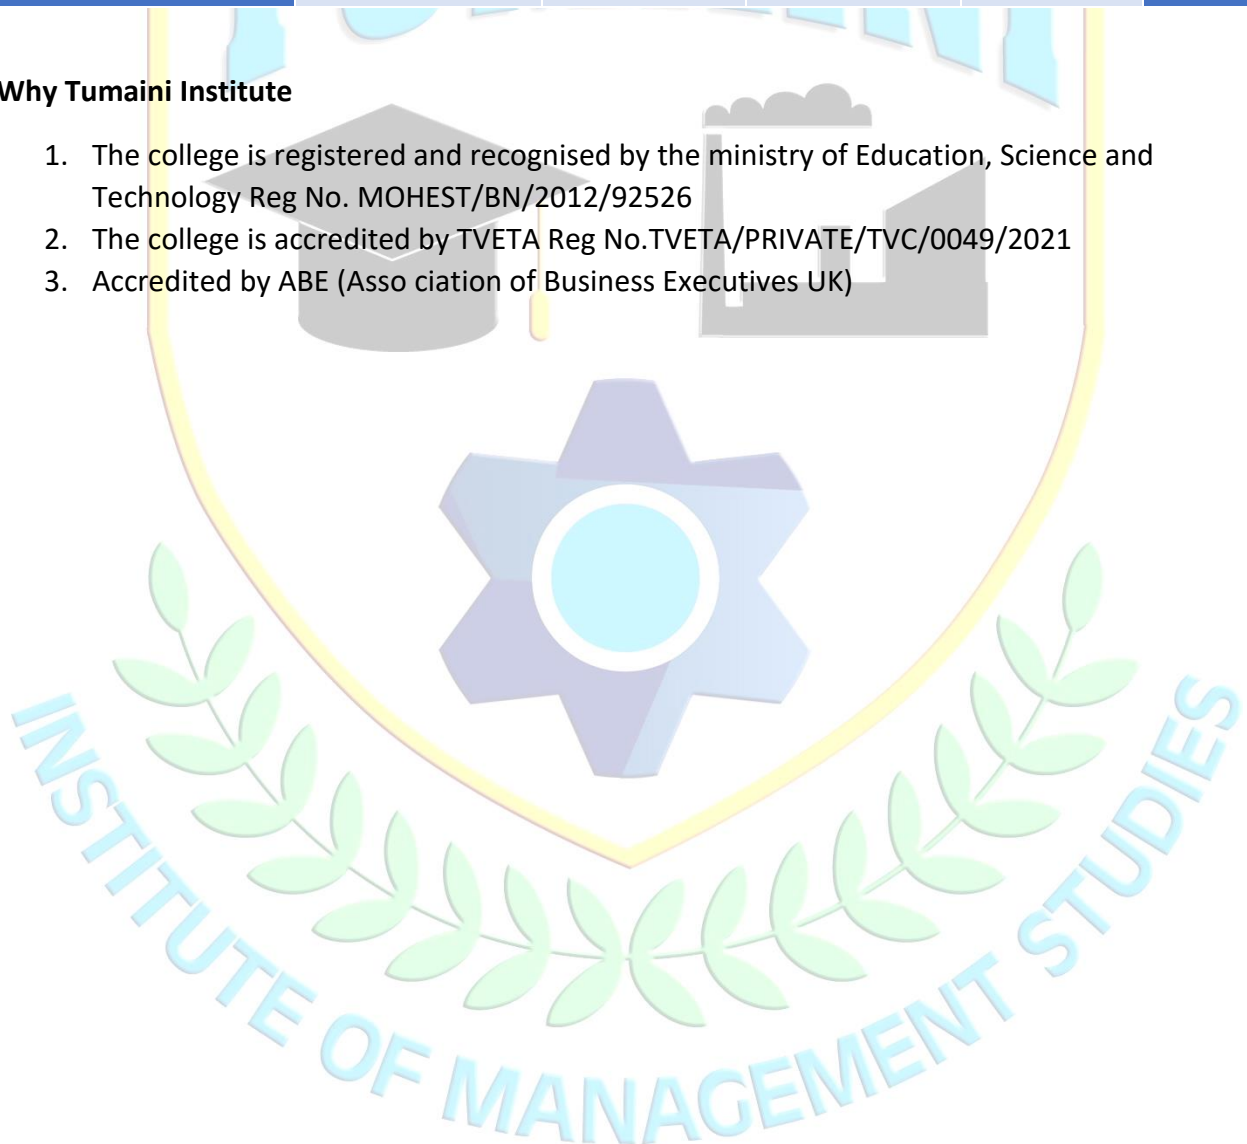 Why Tumaini Institute
1. The college is registered and recognised by the ministry of Education, Science and
Technology Reg No. MOHEST/BN/2012/92526
2. The college is accredited by TVETA Reg No.TVETA/PRIVATE/TVC/0049/2021
3. Accredited by ABE (Asso ciation of Business Executives UK)
INSTITUTE OF MANAGEMENT STUDIES